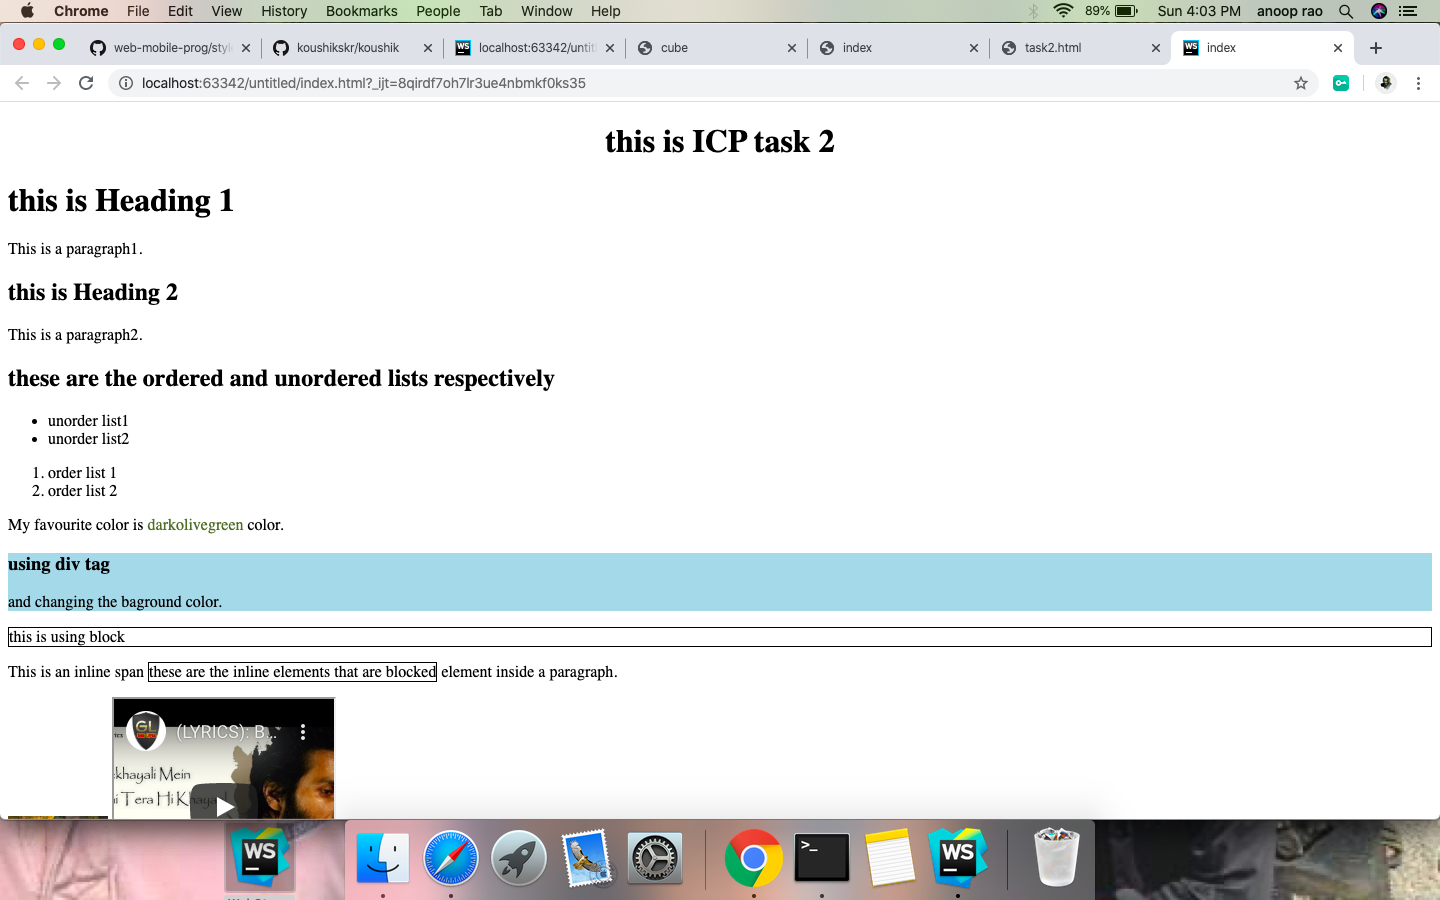 Chrome File Edit View History Bookmarks People Tab Window Help 89% Sun 4:03 PM anoop rao
web-mobile-prog/styl koushikskr/koushik localhost:63342/untitl cube index task2.html index
localhost:63342/untitled/index.html?_ijt=8qirdf7oh7lr3ue4nbmkf0ks35
this is ICP task 2
this is Heading 1
This is a paragraph1.
this is Heading 2
This is a paragraph2.
these are the ordered and unordered lists respectively
• unorder list1
• unorder list2
1. order list 1
2. order list 2
My favourite color is darkolivegreen color.
using div tag
and changing the baground color.
this is using block
This is an inline span these are the inline elements that are blocked element inside a paragraph.
GL (LYRICS): B...
khayali Mein
i Tera Hi Khayal
WS
>_
WS